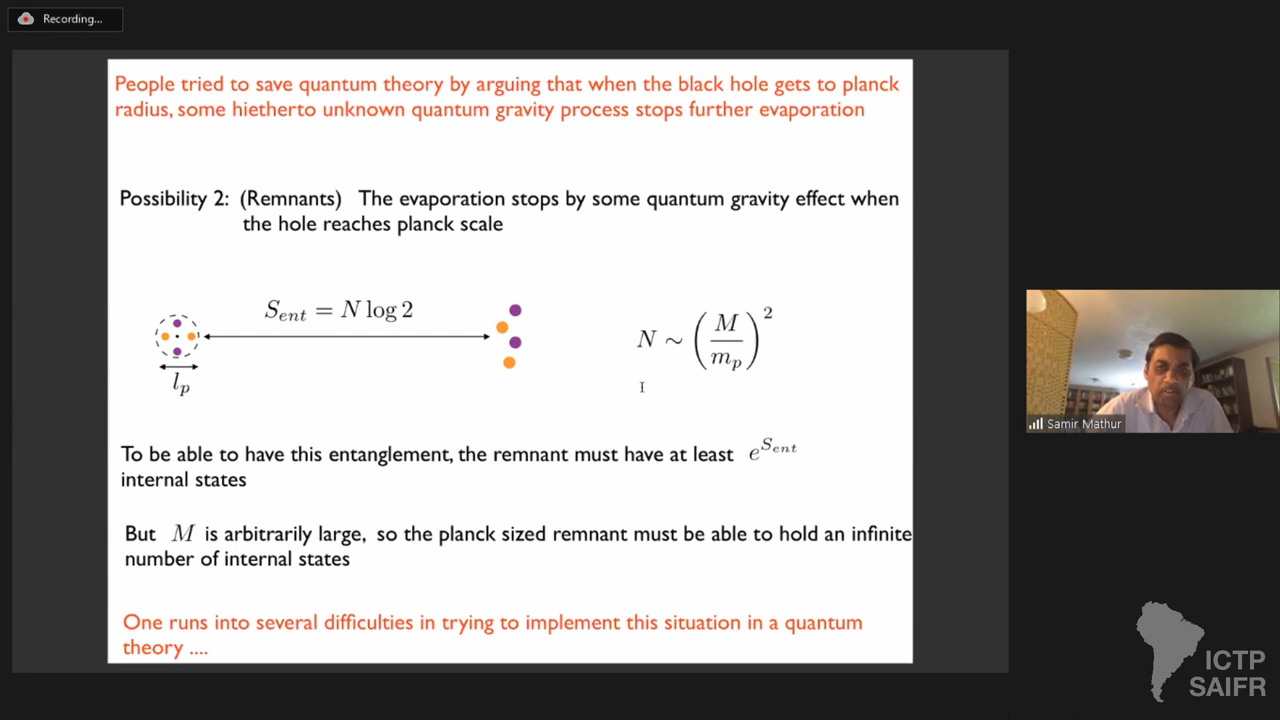 Recording...
People tried to save quantum theory by arguing that when the black hole gets to planck
radius, some hietherto unknown quantum gravity process stops further evaporation
Possibility 2: (Remnants) The evaporation stops by some quantum gravity effect when
the hole reaches planck scale
S_{ent} = N log 2
N ~ (M/m_p)^2
l_p
To be able to have this entanglement, the remnant must have at least e^{S_{ent}}
internal states
But M is arbitrarily large, so the planck sized remnant must be able to hold an infinite
number of internal states
One runs into several difficulties in trying to implement this situation in a quantum
theory ....
Samir Mathur
ICTP
SAIFR